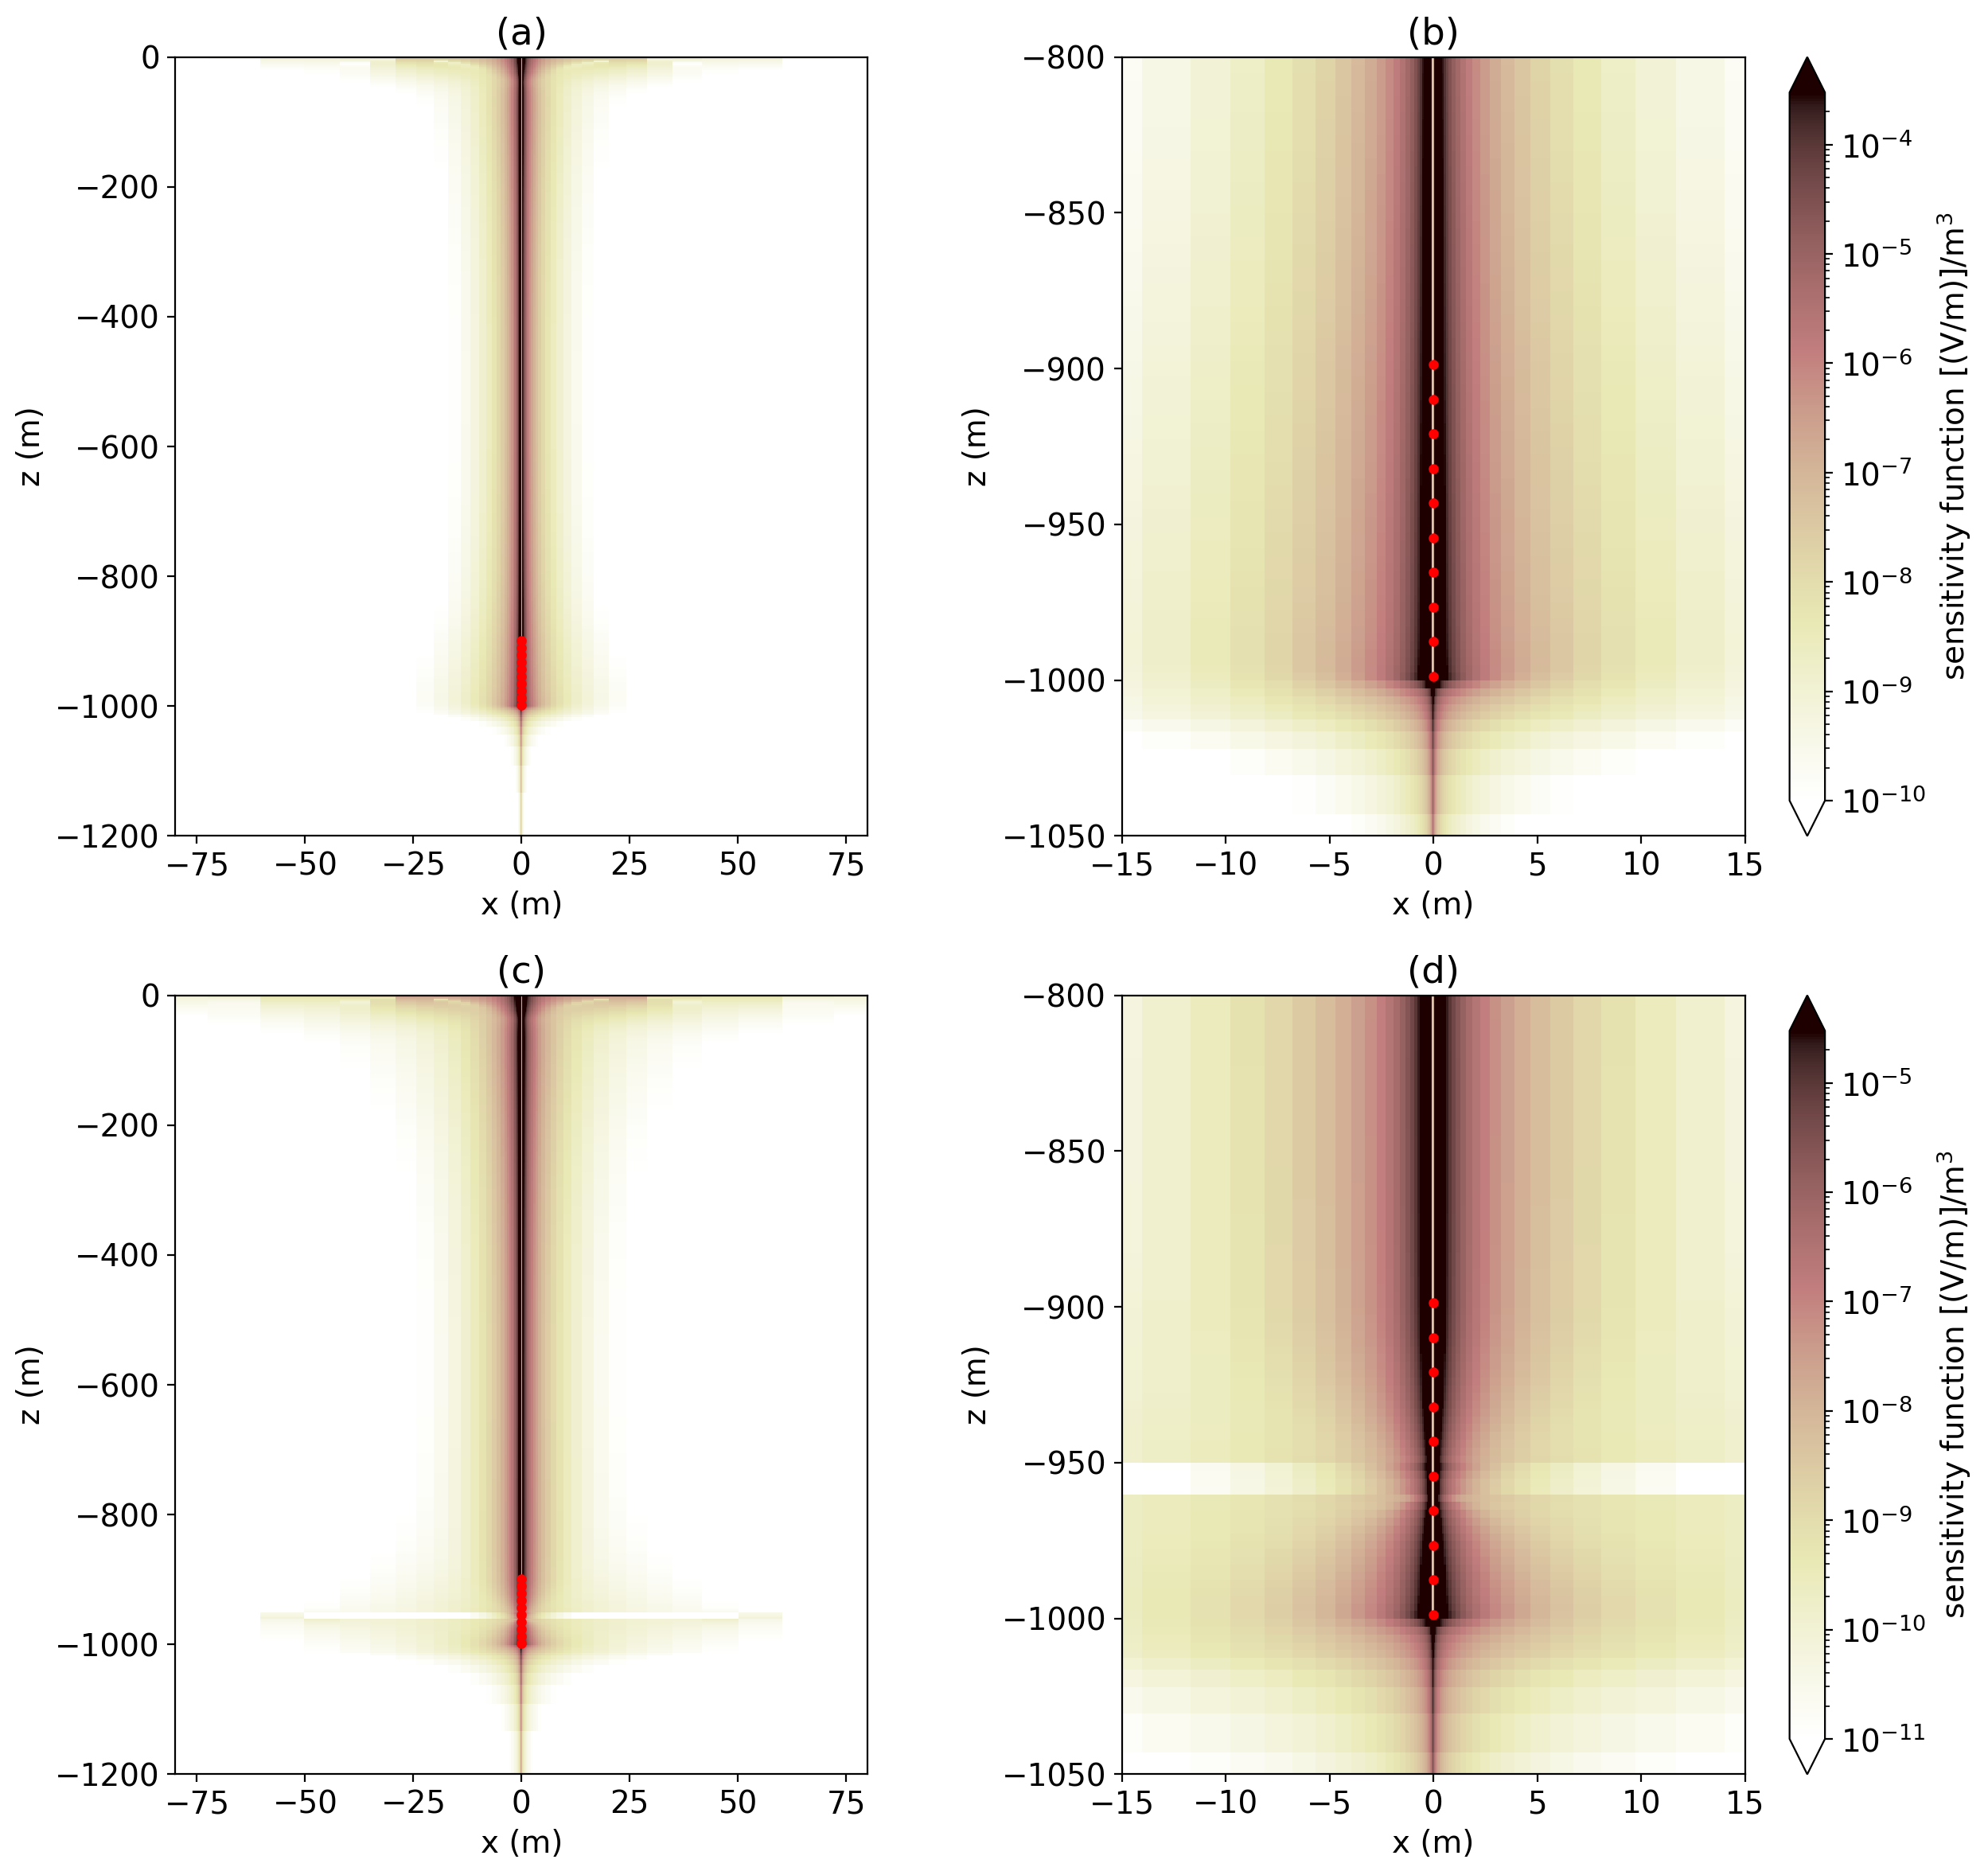 (a)
0
−200
−400
−600
−800
−1000
−1200
z (m)
−75 −50 −25 0 25 50 75
x (m)
(b)
−800
−850
−900
−950
−1000
−1050
z (m)
−15 −10 −5 0 5 10 15
x (m)
10⁻⁴
10⁻⁵
10⁻⁶
10⁻⁷
10⁻⁸
10⁻⁹
10⁻¹⁰
sensitivity function [(V/m)]/m³
(c)
0
−200
−400
−600
−800
−1000
−1200
z (m)
−75 −50 −25 0 25 50 75
x (m)
(d)
−800
−850
−900
−950
−1000
−1050
z (m)
−15 −10 −5 0 5 10 15
x (m)
10⁻⁵
10⁻⁶
10⁻⁷
10⁻⁸
10⁻⁹
10⁻¹⁰
10⁻¹¹
sensitivity function [(V/m)]/m³